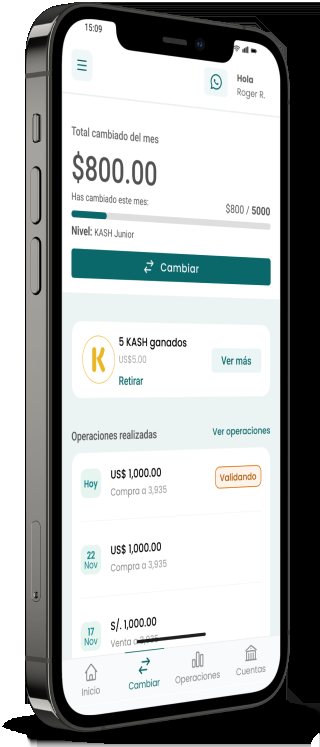 15:09
Hola
Roger R.
Total cambiado del mes
$800.00
Has cambiado este mes:
$800 / 5000
Nivel: KASH Junior
Cambiar
K
5 KASH ganados
US$5.00
Ver más
Retirar
Operaciones realizadas
Ver operaciones
Hoy
US$ 1,000.00
Compra a 3,935
Validando
22
Nov
US$ 1,000.00
Compra a 3,935
17
Nov
S/. 1,000.00
Venta a 3,935
Inicio
Cambiar
Operaciones
Cuentas